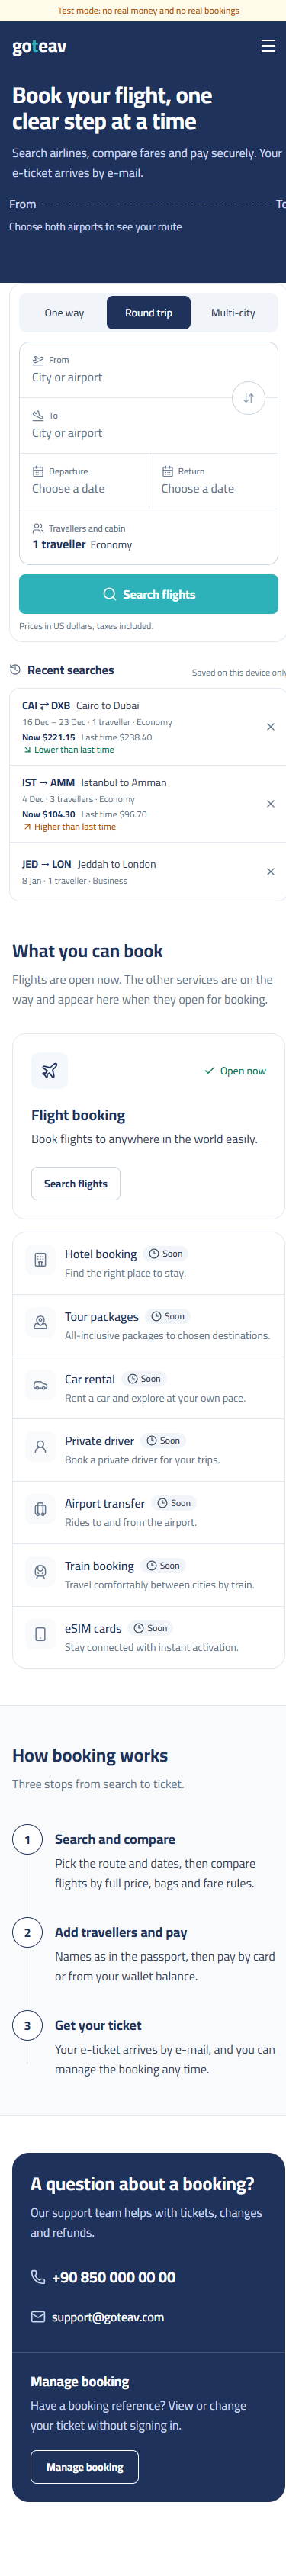 Test mode: no real money and no real bookings
goteav
Book your flight, one
clear step at a time
Search airlines, compare fares and pay securely. Your
e-ticket arrives by e-mail.
From
Choose both airports to see your route
One way Round trip Multi-city
From
City or airport
To
City or airport
Departure Return
Choose a date Choose a date
Travellers and cabin
1 traveller Economy
Search flights
Prices in US dollars, taxes included.
Recent searches Saved on this device only
CAI ⇄ DXB Cairo to Dubai
16 Dec – 23 Dec · 1 traveller · Economy
Now $221.15 Last time $238.40
Lower than last time
IST → AMM Istanbul to Amman
4 Dec · 3 travellers · Economy
Now $104.30 Last time $96.70
Higher than last time
JED → LON Jeddah to London
8 Jan · 1 traveller · Business
What you can book
Flights are open now. The other services are on the
way and appear here when they open for booking.
Open now
Flight booking
Book flights to anywhere in the world easily.
Search flights
Hotel booking Soon
Find the right place to stay.
Tour packages Soon
All-inclusive packages to chosen destinations.
Car rental Soon
Rent a car and explore at your own pace.
Private driver Soon
Book a private driver for your trips.
Airport transfer Soon
Rides to and from the airport.
Train booking Soon
Travel comfortably between cities by train.
eSIM cards Soon
Stay connected with instant activation.
How booking works
Three stops from search to ticket.
1 Search and compare
Pick the route and dates, then compare
flights by full price, bags and fare rules.
2 Add travellers and pay
Names as in the passport, then pay by card
or from your wallet balance.
3 Get your ticket
Your e-ticket arrives by e-mail, and you can
manage the booking any time.
A question about a booking?
Our support team helps with tickets, changes
and refunds.
+90 850 000 00 00
support@goteav.com
Manage booking
Have a booking reference? View or change
your ticket without signing in.
Manage booking